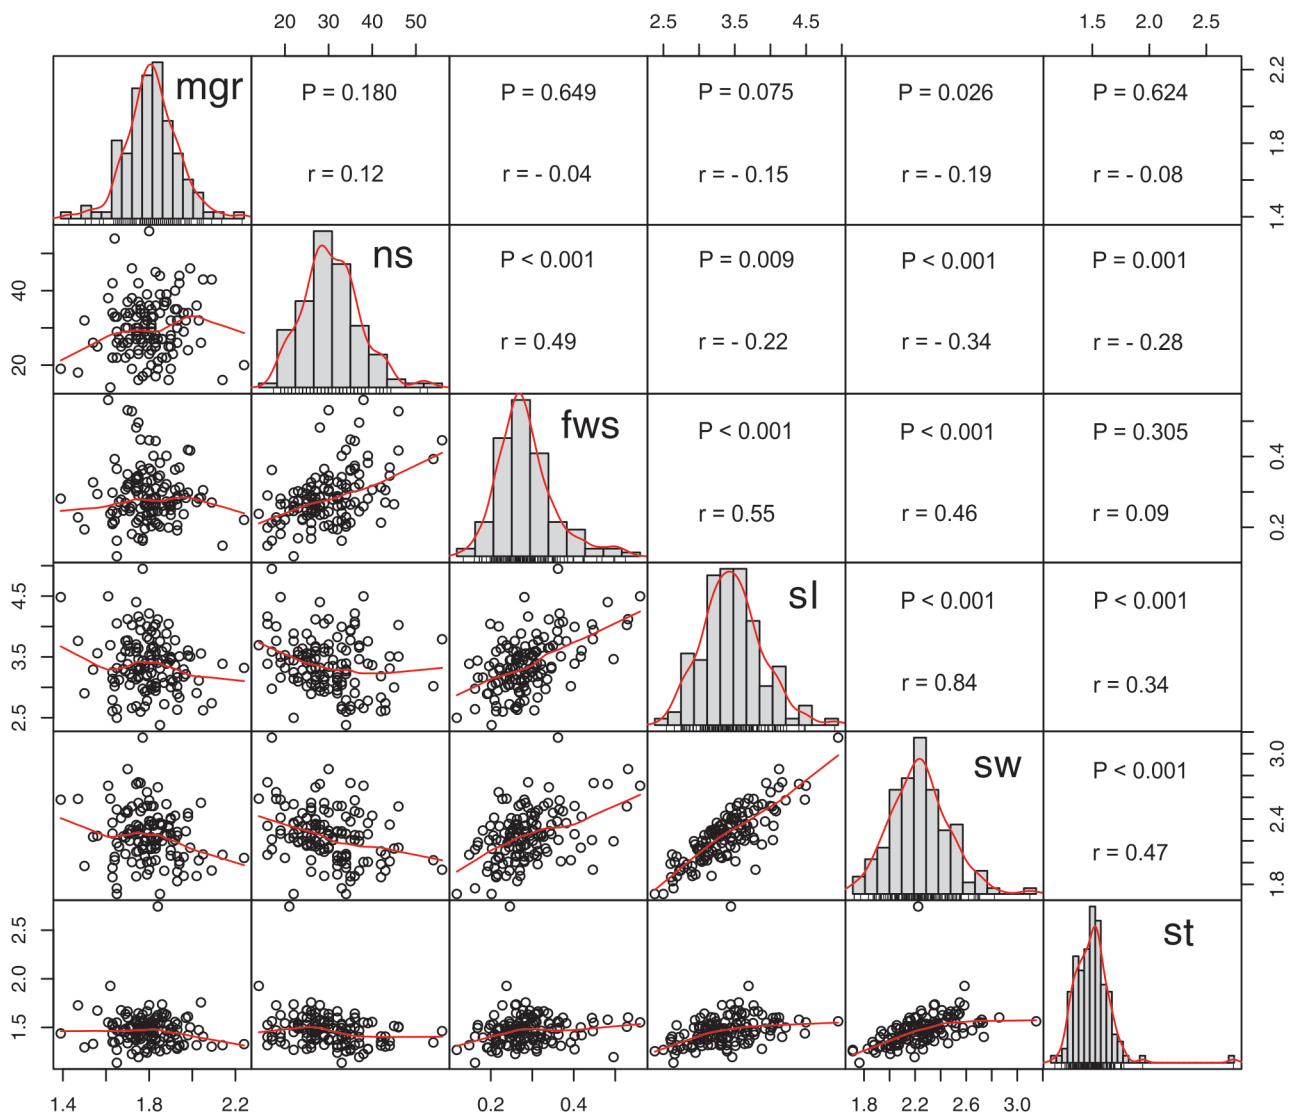 20 30 40 50 2.5 3.5 4.5 1.5 2.0 2.5
mgr P = 0.180 P = 0.649 P = 0.075 P = 0.026 P = 0.624 2.2
r = 0.12 r = - 0.04 r = - 0.15 r = - 0.19 r = - 0.08 1.8
1.4
ns P < 0.001 P = 0.009 P < 0.001 P = 0.001
40
20 r = 0.49 r = - 0.22 r = - 0.34 r = - 0.28
fws P < 0.001 P < 0.001 P = 0.305 0.4
r = 0.55 r = 0.46 r = 0.09 0.2
4.5 sl P < 0.001 P < 0.001
3.5 r = 0.84 r = 0.34
2.5
sw P < 0.001 3.0
2.4
r = 0.47 1.8
2.5 st
2.0
1.5
1.4 1.8 2.2 0.2 0.4 1.8 2.2 2.6 3.0